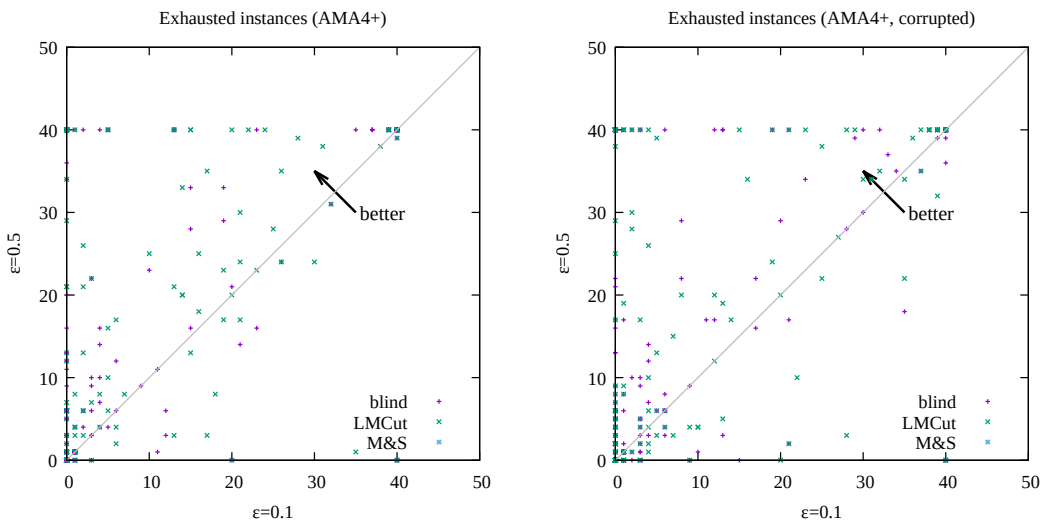 Exhausted instances (AMA4+)
50
40
30
20
10
0
ε=0.5
better
blind
LMCut
M&S
0 10 20 30 40 50
ε=0.1
Exhausted instances (AMA4+, corrupted)
50
40
30
20
10
0
ε=0.5
better
blind
LMCut
M&S
0 10 20 30 40 50
ε=0.1